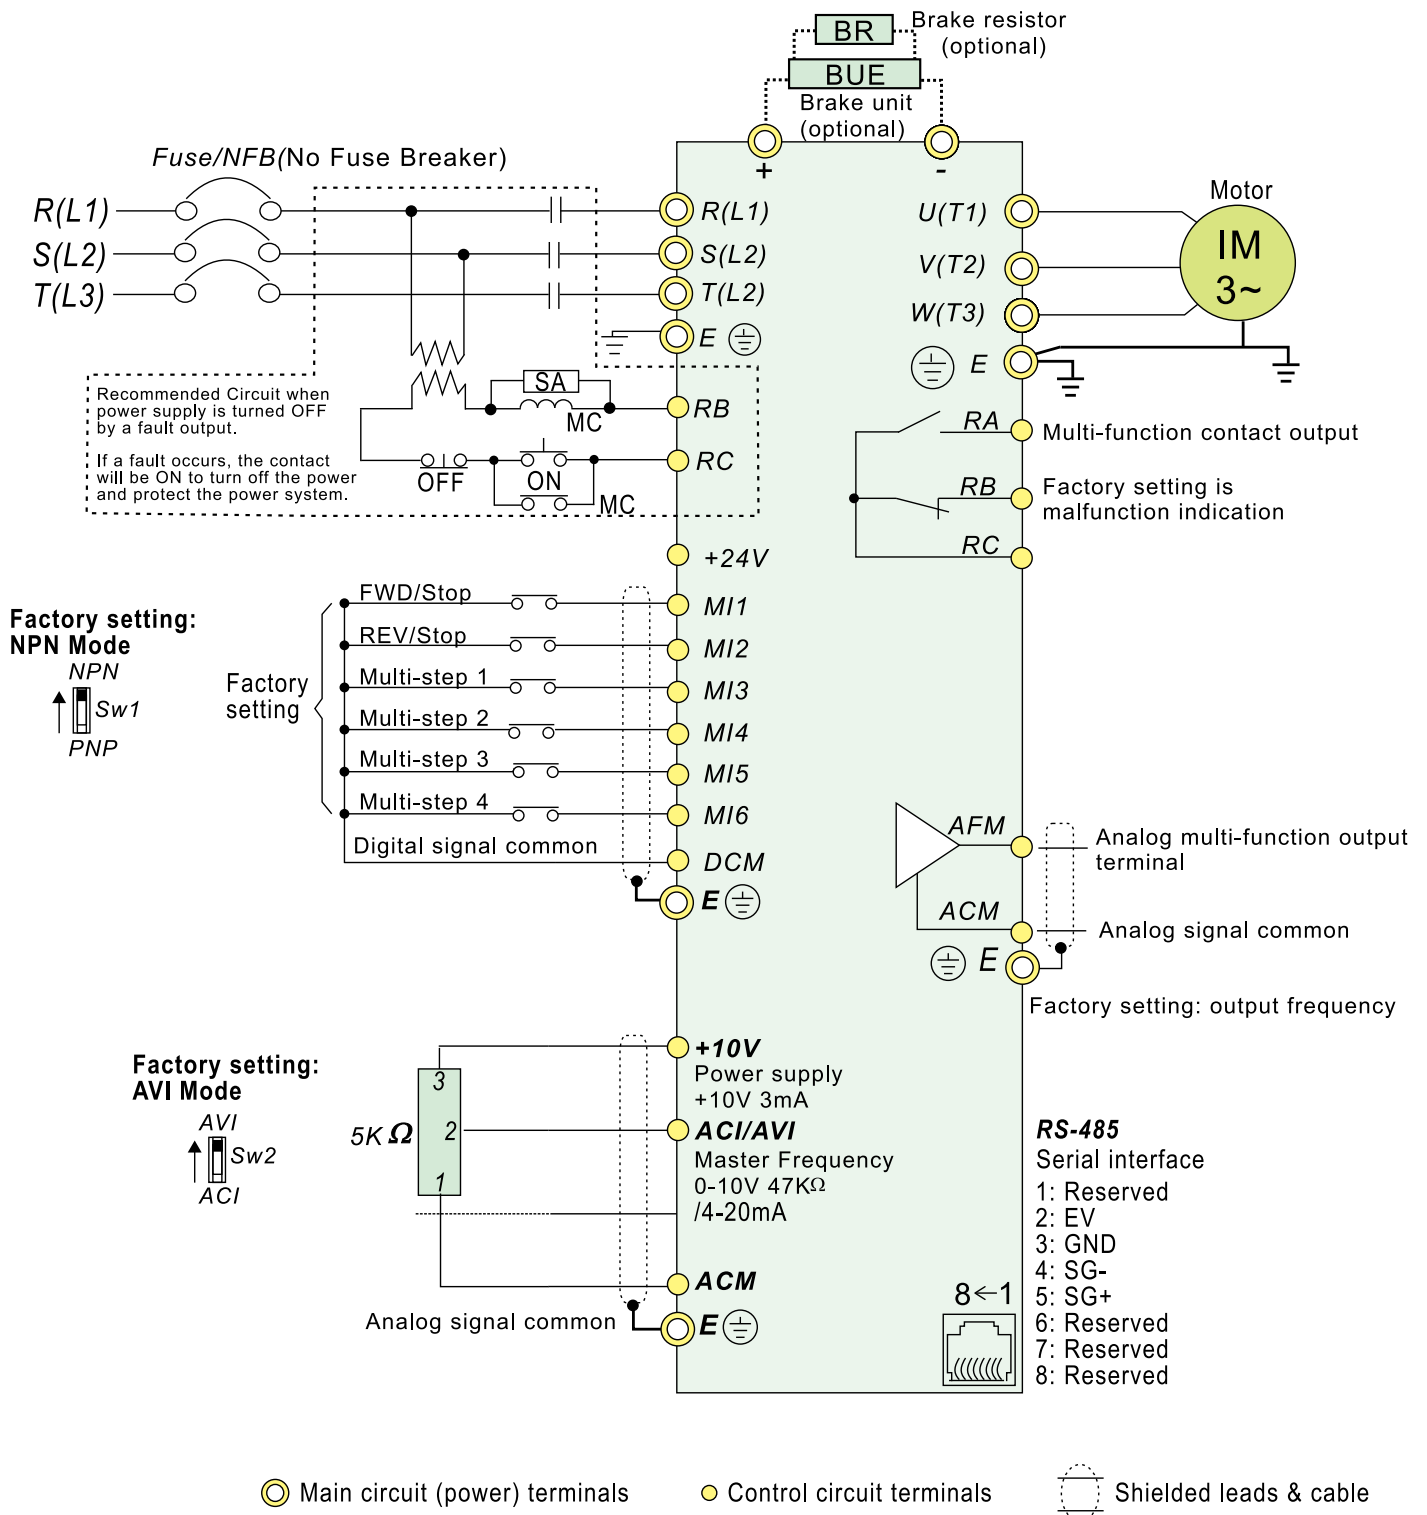 BR
Brake resistor
(optional)
BUE
Brake unit
(optional)
+
-
Fuse/NFB(No Fuse Breaker)
R(L1)
S(L2)
T(L3)
R(L1)
S(L2)
T(L2)
E
U(T1)
V(T2)
W(T3)
E
Motor
IM
3~
Recommended Circuit when
power supply is turned OFF
by a fault output.
If a fault occurs, the contact
will be ON to turn off the power
and protect the power system.
SA
MC
OFF
ON
MC
RB
RC
RA
Multi-function contact output
RB
Factory setting is
malfunction indication
RC
+24V
Factory setting:
NPN Mode
NPN
Sw1
PNP
Factory
setting
FWD/Stop
MI1
REV/Stop
MI2
Multi-step 1
MI3
Multi-step 2
MI4
Multi-step 3
MI5
Multi-step 4
MI6
Digital signal common
DCM
E
AFM
Analog multi-function output
terminal
ACM
Analog signal common
E
Factory setting: output frequency
Factory setting:
AVI Mode
AVI
Sw2
ACI
5KΩ
3
2
1
+10V
Power supply
+10V 3mA
ACI/AVI
Master Frequency
0-10V 47KΩ
/4-20mA
ACM
Analog signal common
E
RS-485
Serial interface
1: Reserved
2: EV
3: GND
4: SG-
5: SG+
6: Reserved
7: Reserved
8: Reserved
8←1
Main circuit (power) terminals
Control circuit terminals
Shielded leads & cable